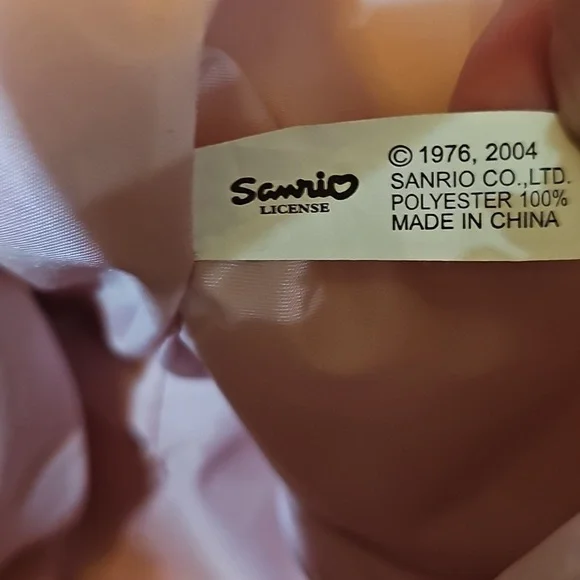 Sanrio
LICENSE
© 1976, 2004
SANRIO CO.,LTD.
POLYESTER 100%
MADE IN CHINA